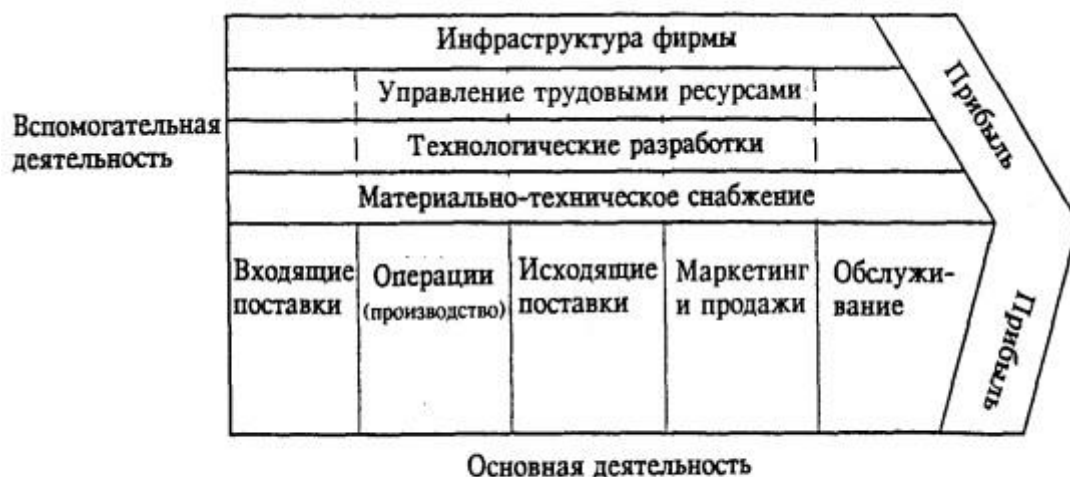 Инфраструктура фирмы
Управление трудовыми ресурсами
Технологические разработки
Материально-техническое снабжение
Вспомогательная
деятельность
Входящие
поставки
Операции
(производство)
Исходящие
поставки
Маркетинг
и продажи
Обслужи-
вание
Прибыль
Прибыль
Основная деятельность